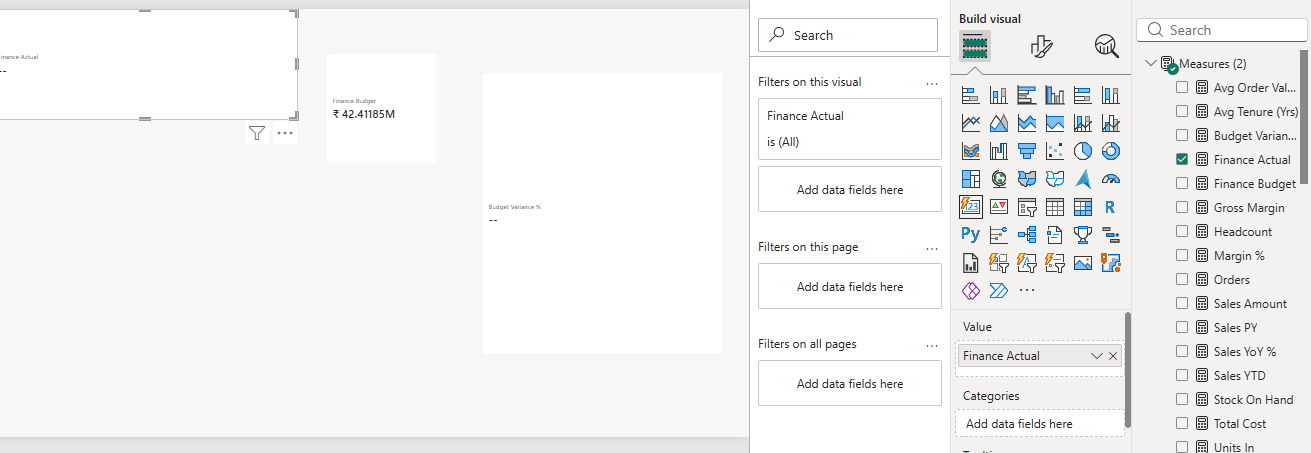 Finance Actual
--
Finance Budget
₹ 42.41185M
Budget Variance %
--
Search
Filters on this visual
...
Finance Actual
is (All)
Add data fields here
Filters on this page
...
Add data fields here
Filters on all pages
...
Add data fields here
Build visual
123
R
Py
...
Value
Finance Actual
Categories
Add data fields here
Search
Measures (2)
Avg Order Val...
Avg Tenure (Yrs)
Budget Varian...
Finance Actual
Finance Budget
Gross Margin
Headcount
Margin %
Orders
Sales Amount
Sales PY
Sales YoY %
Sales YTD
Stock On Hand
Total Cost
Units In